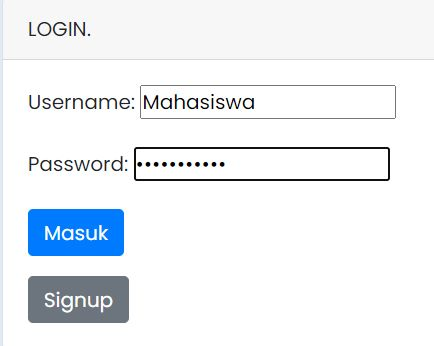 LOGIN.
Username: Mahasiswa
Password: •••••••••••
Masuk
Signup